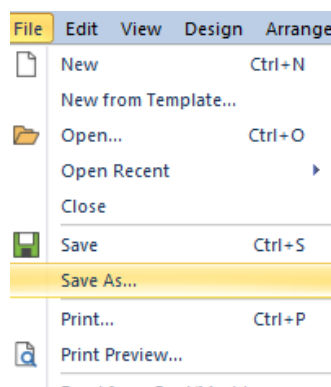 File Edit View Design Arrange
New Ctrl+N
New from Template...
Open... Ctrl+O
Open Recent
Close
Save Ctrl+S
Save As...
Print... Ctrl+P
Print Preview...